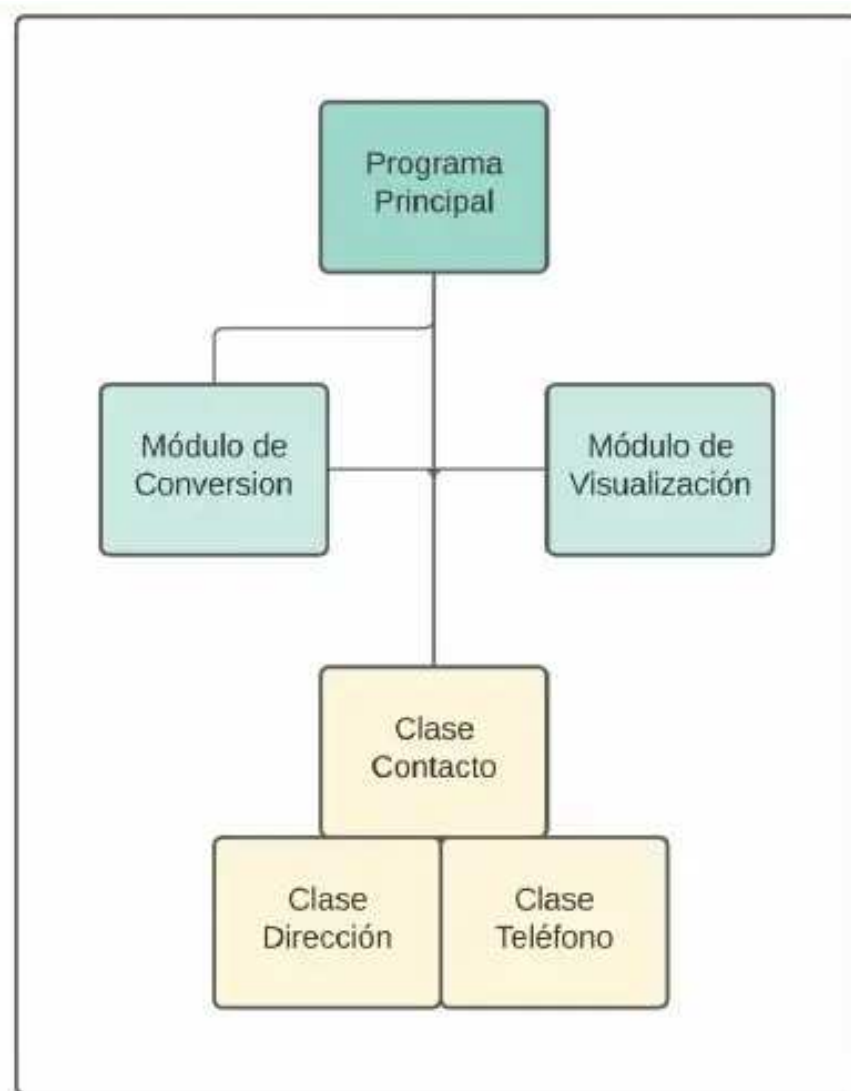 Programa
Principal
Módulo de
Conversion
Módulo de
Visualización
Clase
Contacto
Clase
Dirección
Clase
Teléfono